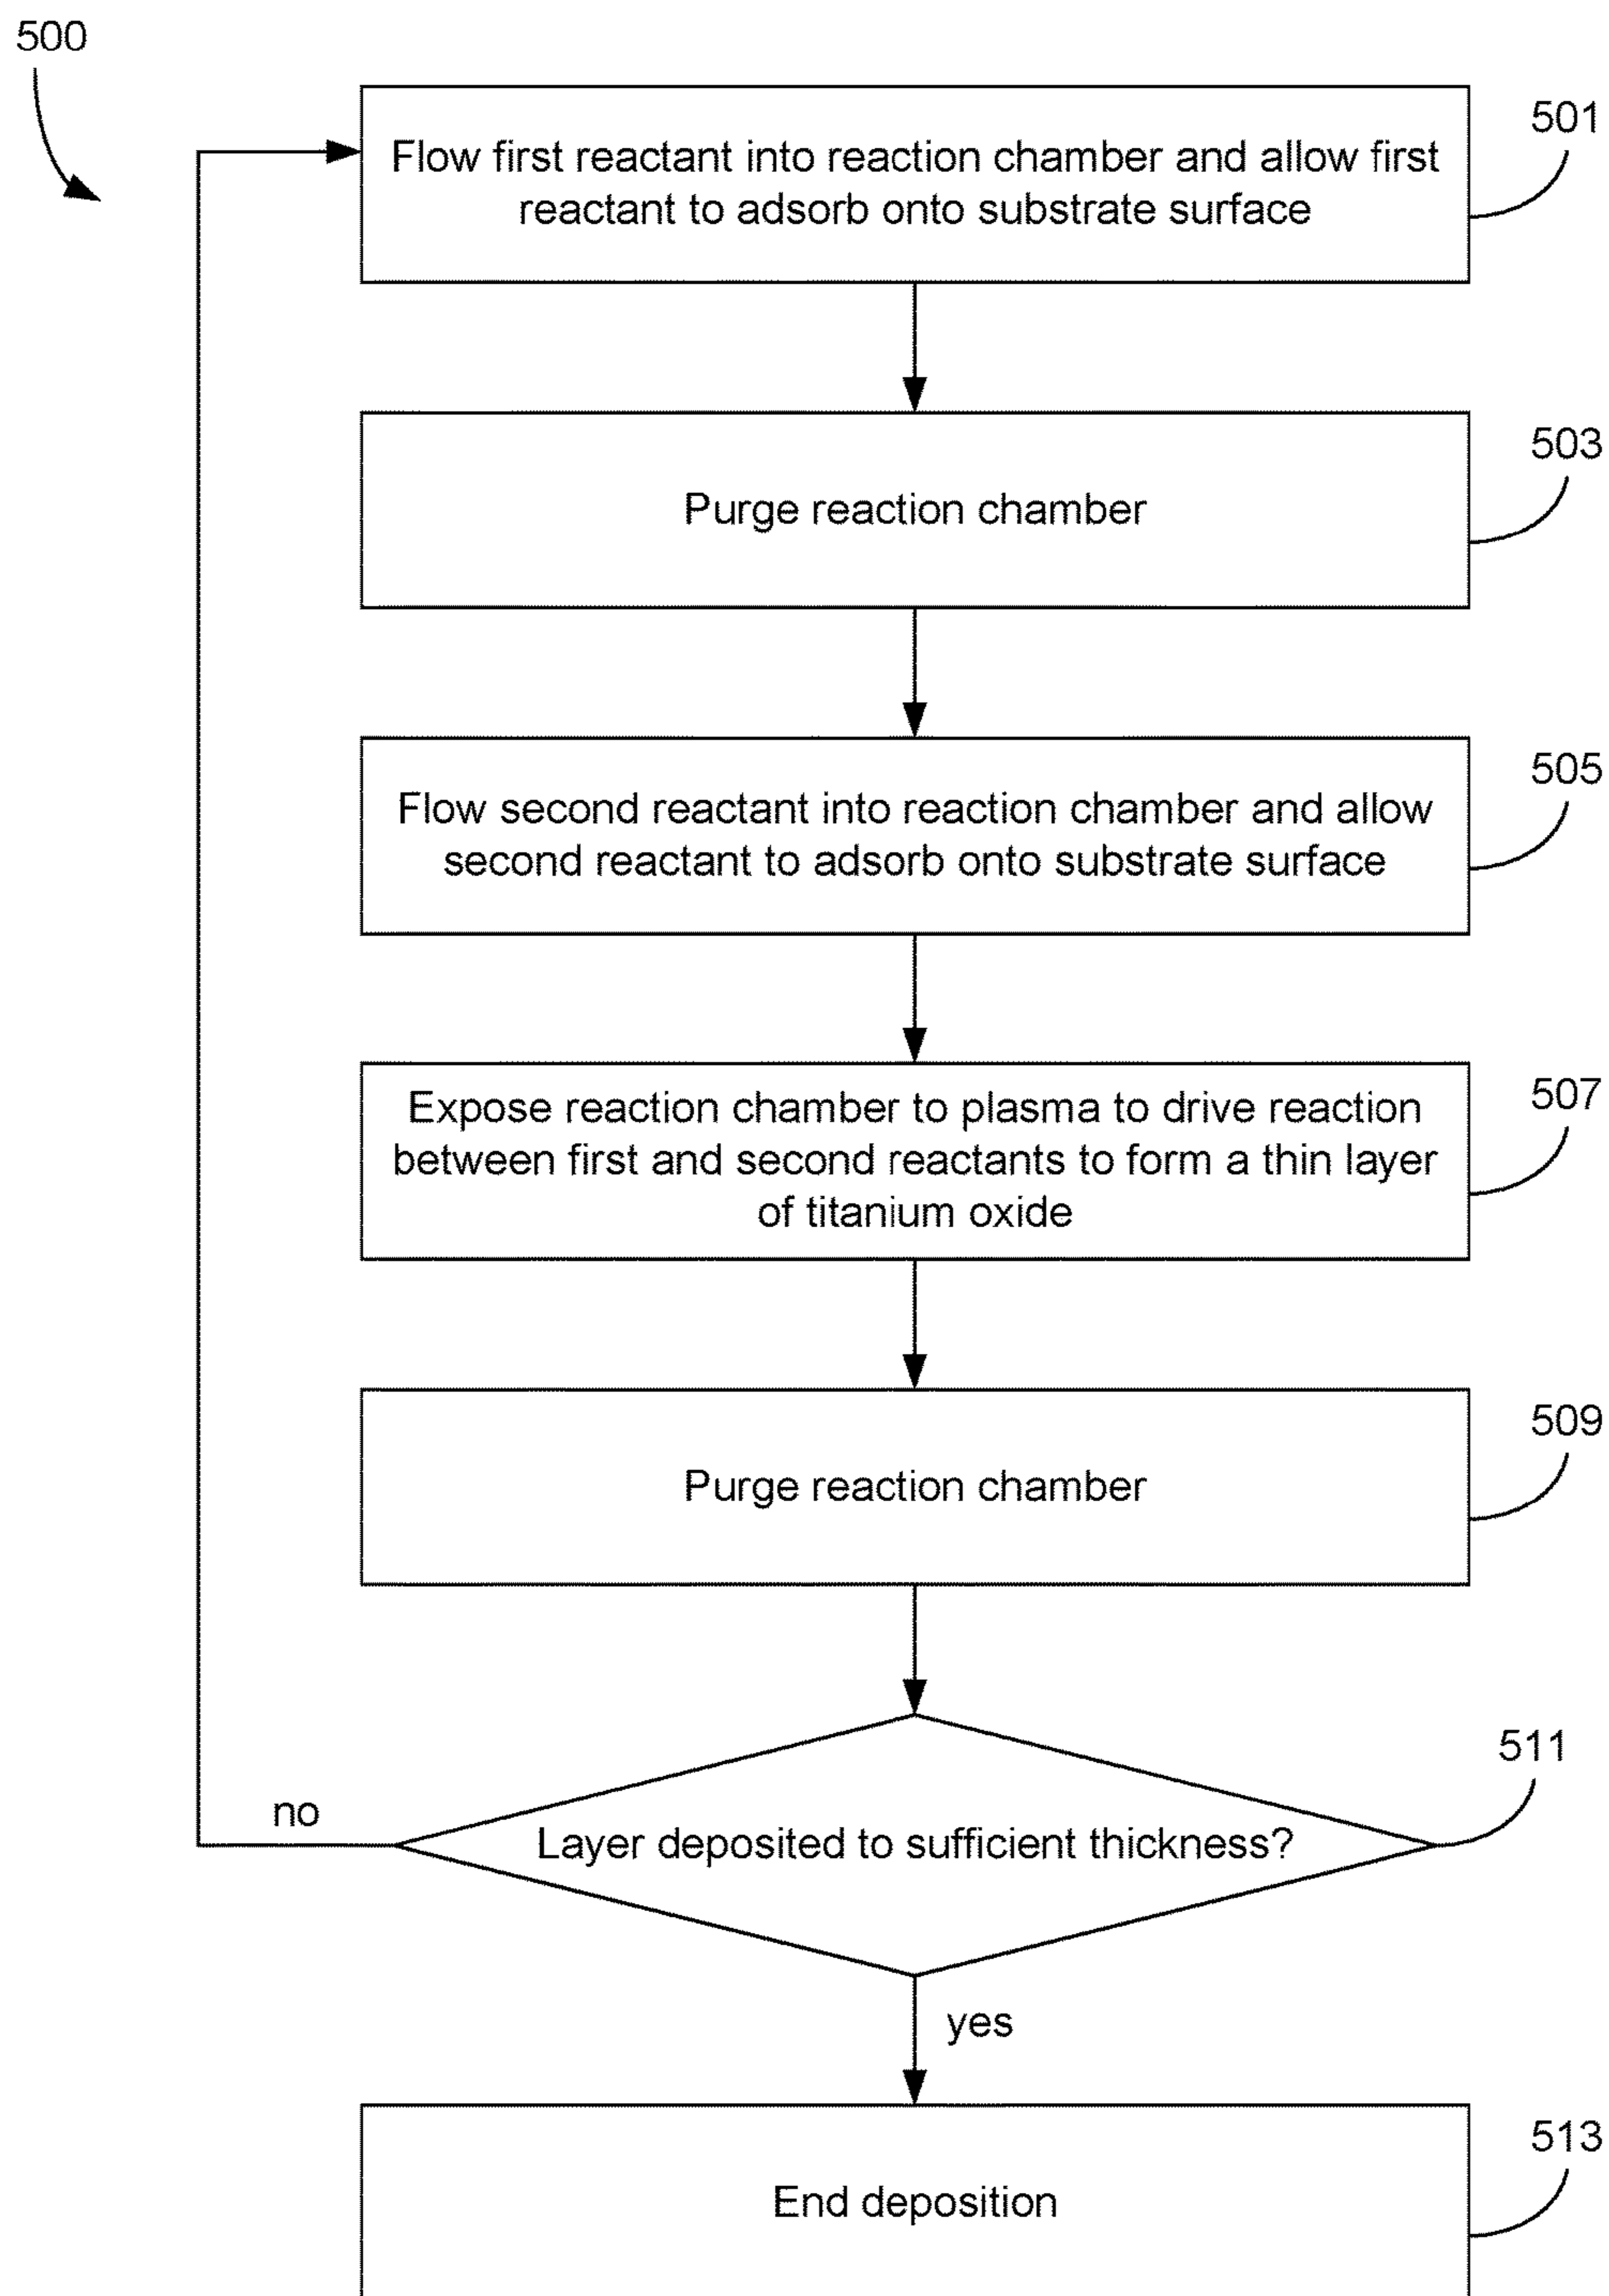 500
501
Flow first reactant into reaction chamber and allow first
reactant to adsorb onto substrate surface
503
Purge reaction chamber
505
Flow second reactant into reaction chamber and allow
second reactant to adsorb onto substrate surface
507
Expose reaction chamber to plasma to drive reaction
between first and second reactants to form a thin layer
of titanium oxide
509
Purge reaction chamber
511
no
Layer deposited to sufficient thickness?
yes
513
End deposition